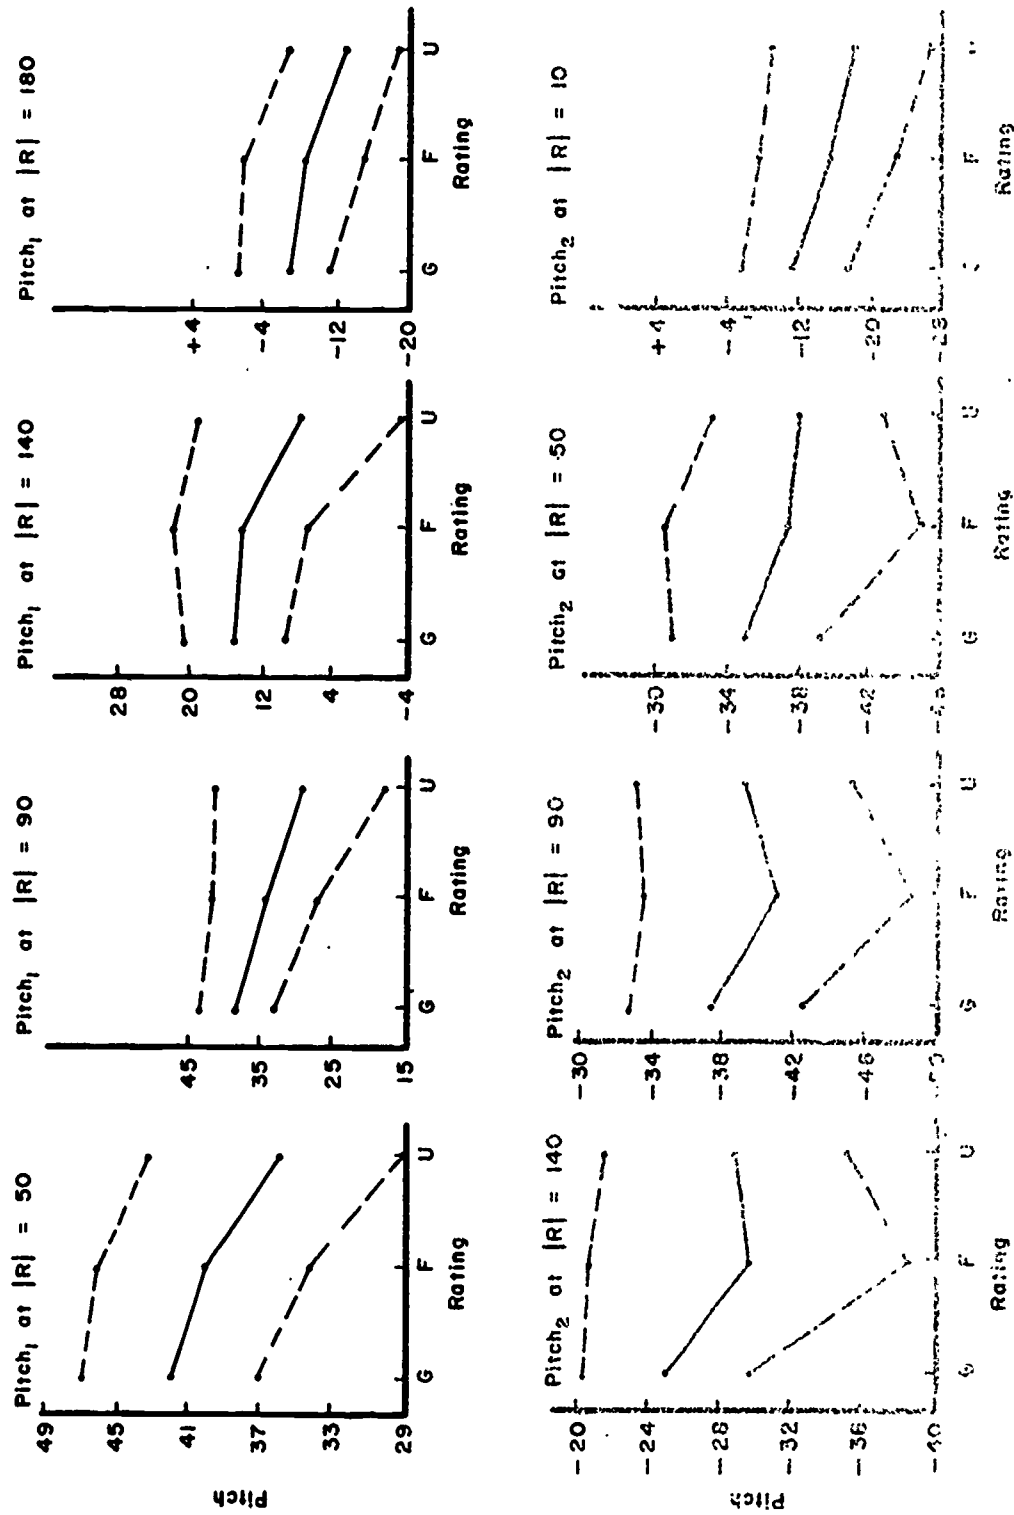 Pitch₁ at |R| = 50
Pitch
49
45
41
37
33
29
G F U
Rating
Pitch₁ at |R| = 90
45
35
25
15
G F U
Rating
Pitch₁ at |R| = 140
28
20
12
4
-4
G F U
Rating
Pitch₁ at |R| = 180
+4
-4
-12
-20
G F U
Rating
Pitch₂ at |R| = 140
Pitch
-20
-24
-28
-32
-36
-40
G F U
Rating
Pitch₂ at |R| = 90
-30
-34
-38
-42
-46
G F U
Rating
Pitch₂ at |R| = 50
-30
-34
-38
-42
G F U
Rating
Pitch₂ at |R| = 10
+4
-4
-12
-20
F
Rating